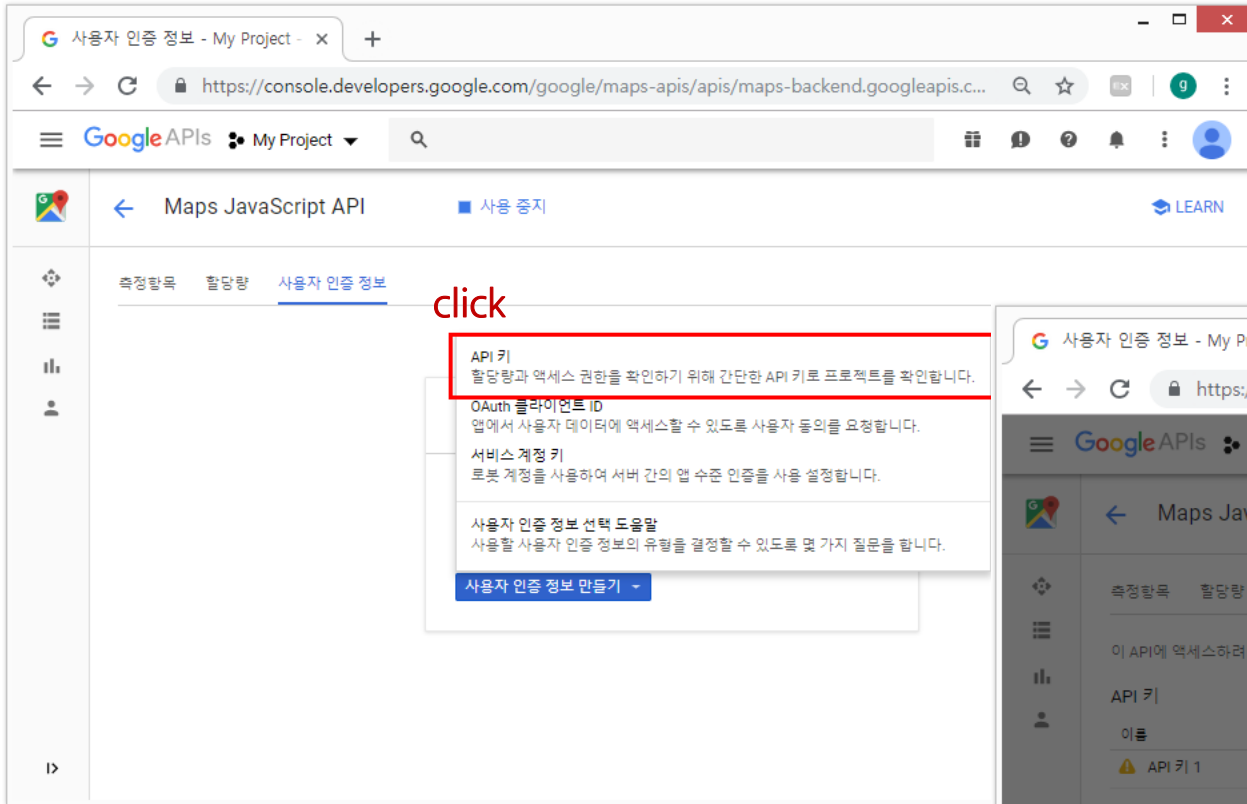 사용자 인증 정보 - My Project -
https://console.developers.google.com/google/maps-apis/apis/maps-backend.googleapis.c...
EX
g
Google APIs My Project
Maps JavaScript API
사용 중지
LEARN
측정항목 할당량 사용자 인증 정보
click
API 키
할당량과 액세스 권한을 확인하기 위해 간단한 API 키로 프로젝트를 확인합니다.
OAuth 클라이언트 ID
앱에서 사용자 데이터에 액세스할 수 있도록 사용자 동의를 요청합니다.
서비스 계정 키
로봇 계정을 사용하여 서버 간의 앱 수준 인증을 사용 설정합니다.
사용자 인증 정보 선택 도움말
사용할 사용자 인증 정보의 유형을 결정할 수 있도록 몇 가지 질문을 합니다.
사용자 인증 정보 만들기
사용자 인증 정보 - My P
https:/
Google APIs
Maps Jav
측정항목 할당량
이 API에 액세스하려
API 키
이름
API 키 1